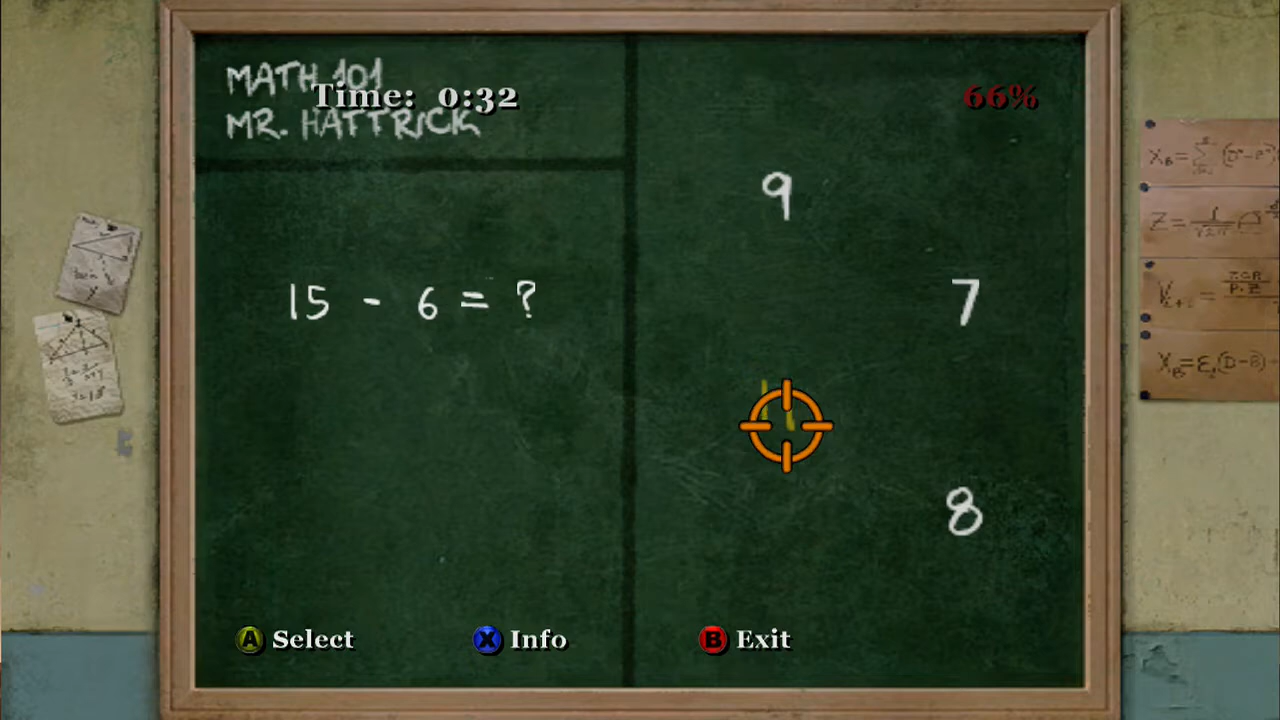 MATH 101
Time: 0:32
66%
MR. HATTRICK
9
15 - 6 = ?
7
8
A Select
X Info
B Exit